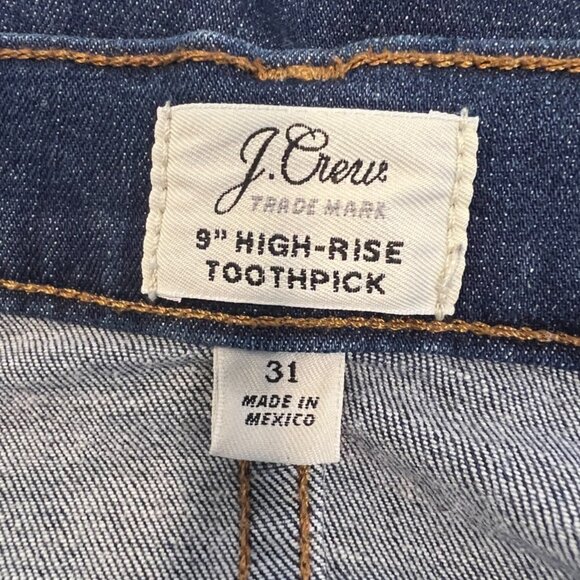 J.Crew
TRADE MARK
9" HIGH-RISE
TOOTHPICK
31
MADE IN
MEXICO